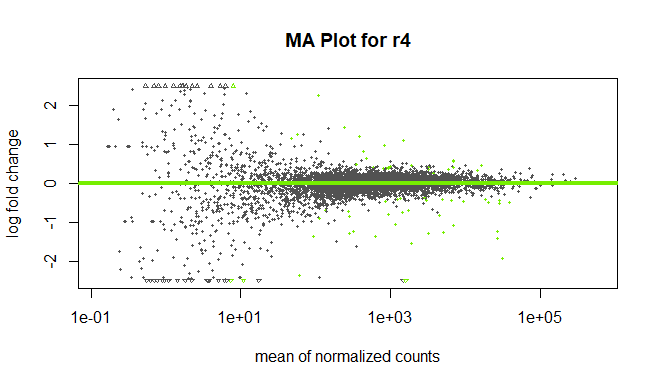 MA Plot for r4
log fold change
2
1
0
-1
-2
1e-01
1e+01
1e+03
1e+05
mean of normalized counts